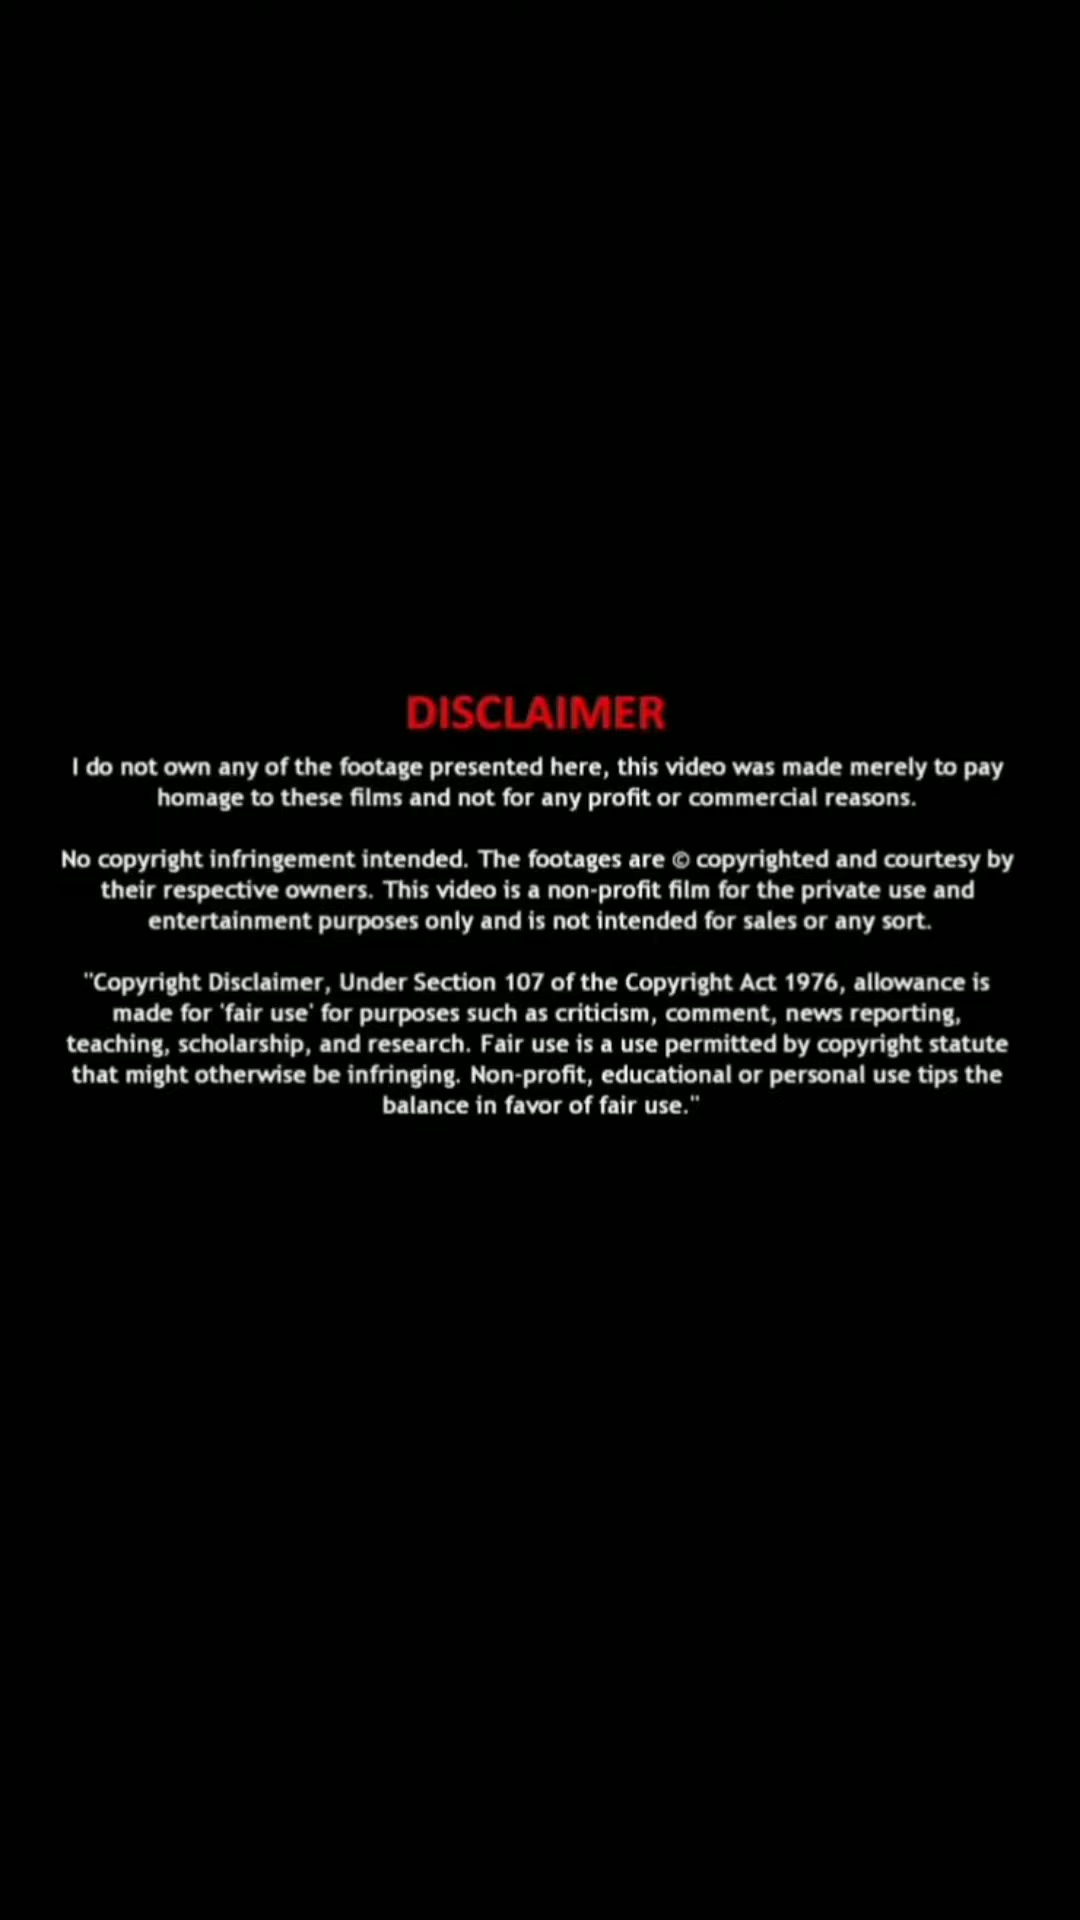 DISCLAIMER
I do not own any of the footage presented here, this video was made merely to pay
homage to these films and not for any profit or commercial reasons.
No copyright infringement intended. The footages are © copyrighted and courtesy by
their respective owners. This video is a non-profit film for the private use and
entertainment purposes only and is not intended for sales or any sort.
"Copyright Disclaimer, Under Section 107 of the Copyright Act 1976, allowance is
made for 'fair use' for purposes such as criticism, comment, news reporting,
teaching, scholarship, and research. Fair use is a use permitted by copyright statute
that might otherwise be infringing. Non-profit, educational or personal use tips the
balance in favor of fair use."